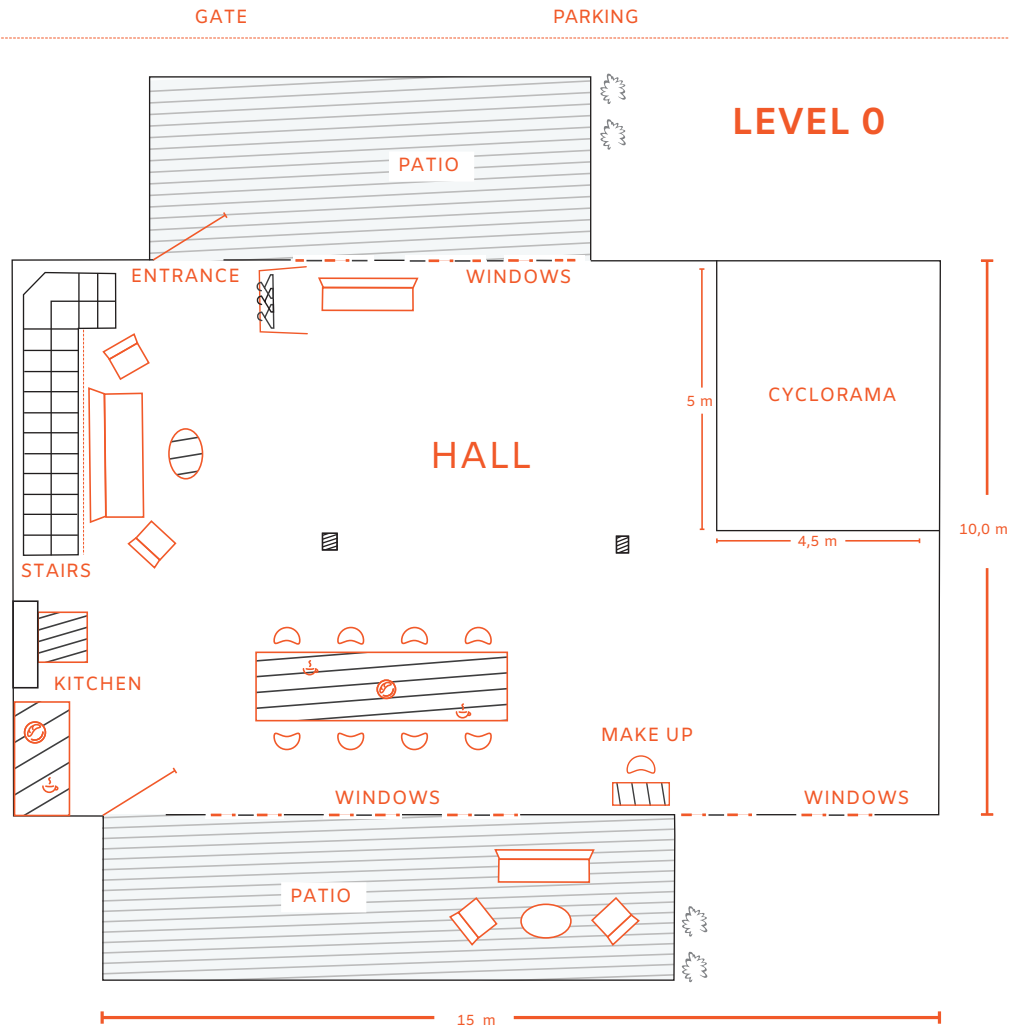 GATE
PARKING
LEVEL 0
PATIO
ENTRANCE
WINDOWS
CYCLORAMA
5 m
HALL
10,0 m
4,5 m
STAIRS
KITCHEN
MAKE UP
WINDOWS
WINDOWS
PATIO
15 m